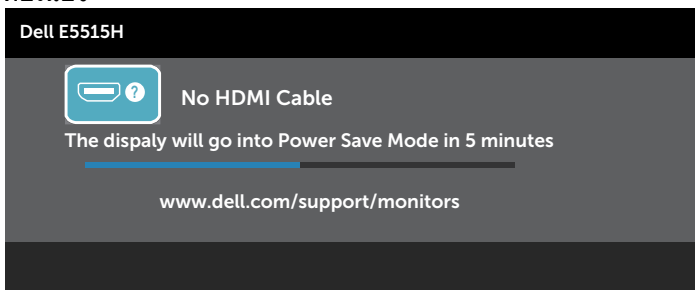 Dell E5515H
?
No HDMI Cable
The dispaly will go into Power Save Mode in 5 minutes
www.dell.com/support/monitors